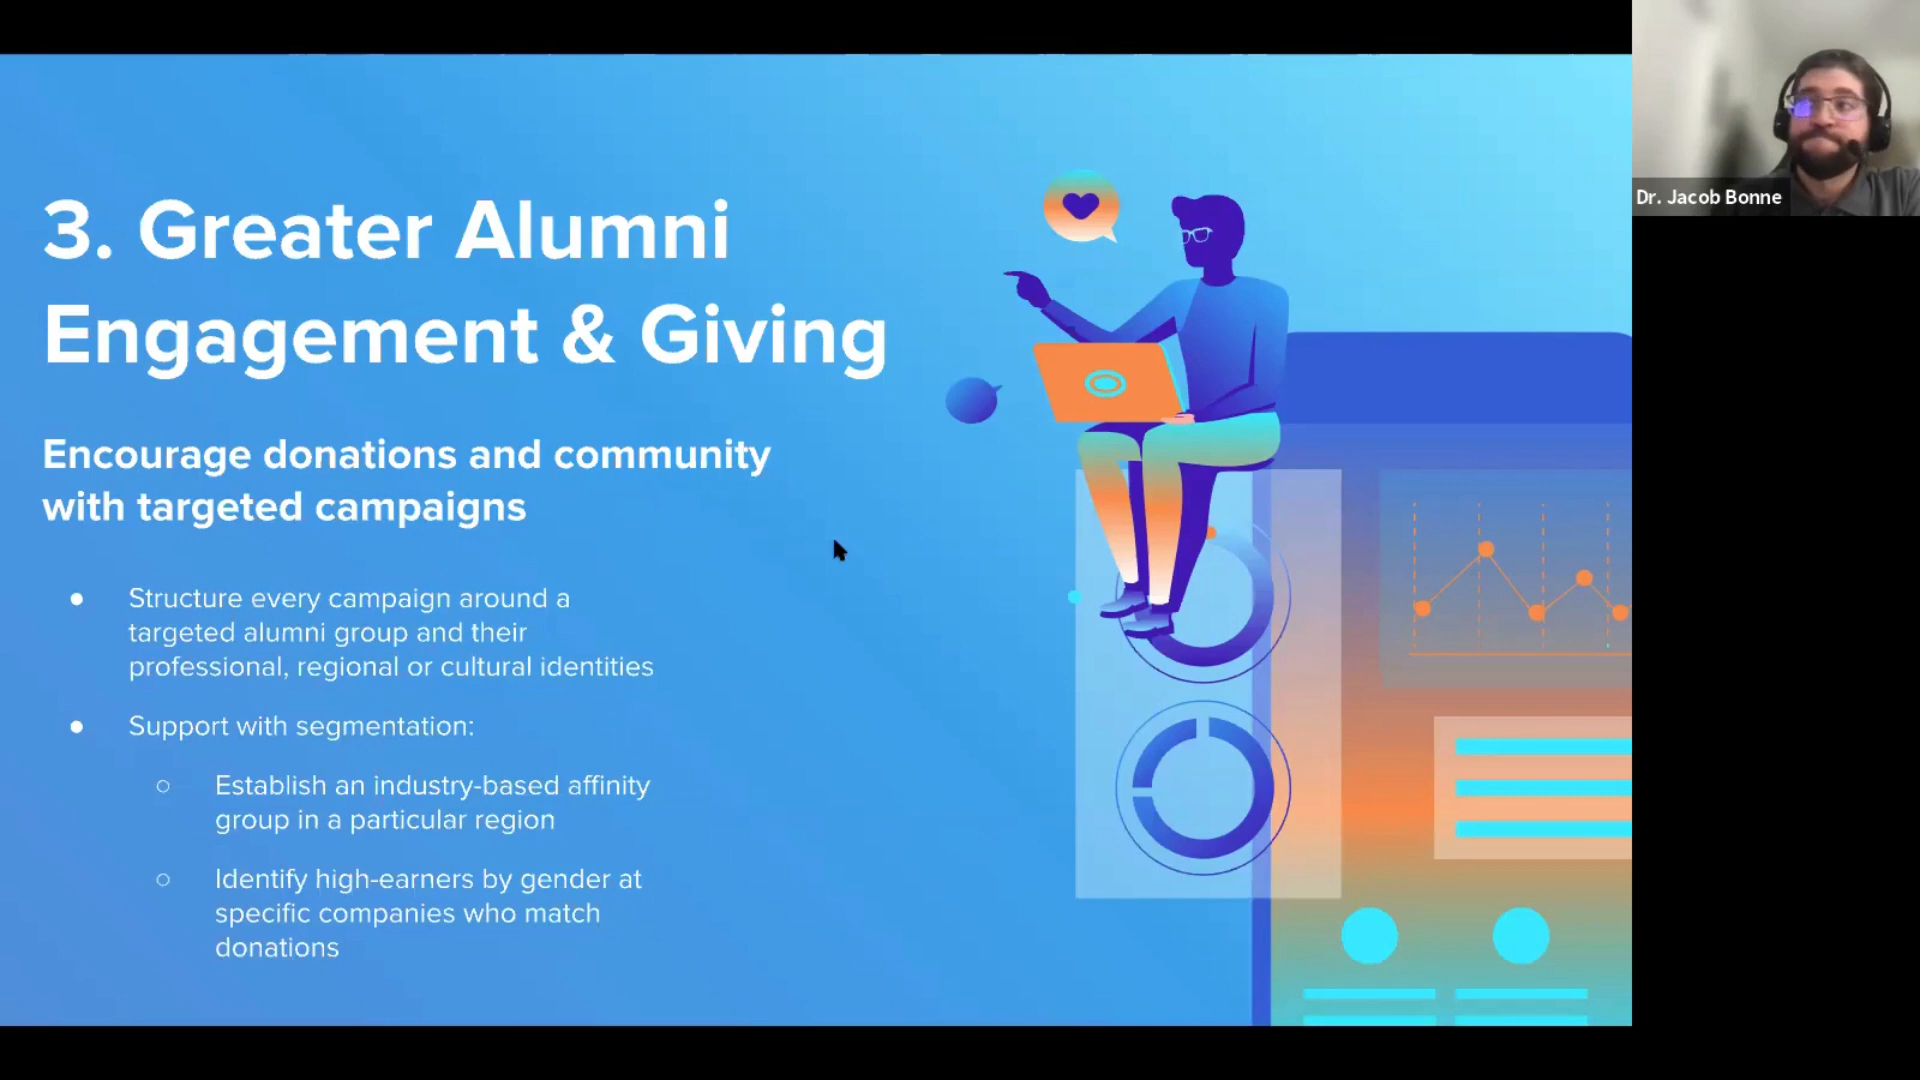 3. Greater Alumni
Engagement & Giving
Encourage donations and community
with targeted campaigns
● Structure every campaign around a
targeted alumni group and their
professional, regional or cultural identities
● Support with segmentation:
○ Establish an industry-based affinity
group in a particular region
○ Identify high-earners by gender at
specific companies who match
donations
Dr. Jacob Bonne